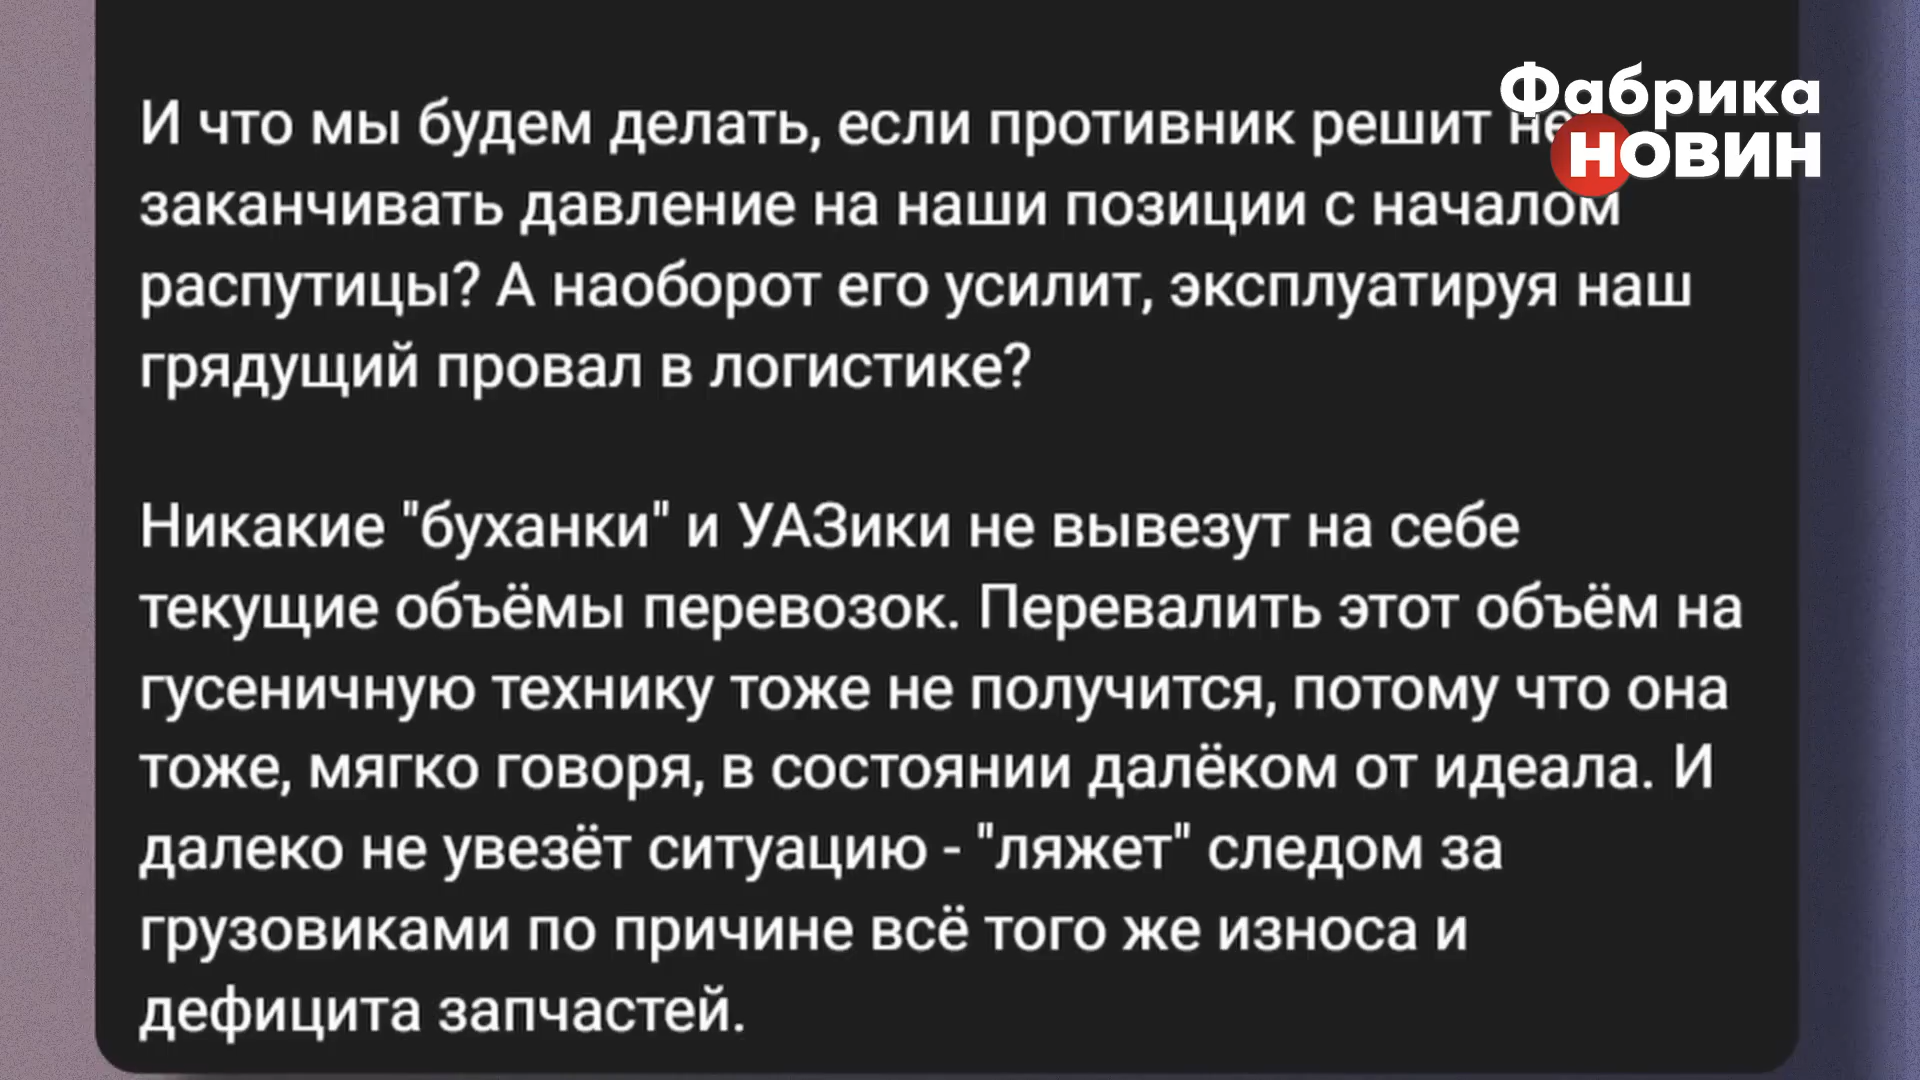 Фабрика
новин
И что мы будем делать, если противник решит не
заканчивать давление на наши позиции с началом
распутицы? А наоборот его усилит, эксплуатируя наш
грядущий провал в логистике?
Никакие "буханки" и УАЗики не вывезут на себе
текущие объёмы перевозок. Перевалить этот объём на
гусеничную технику тоже не получится, потому что она
тоже, мягко говоря, в состоянии далёком от идеала. И
далеко не увезёт ситуацию - "ляжет" следом за
грузовиками по причине всё того же износа и
дефицита запчастей.